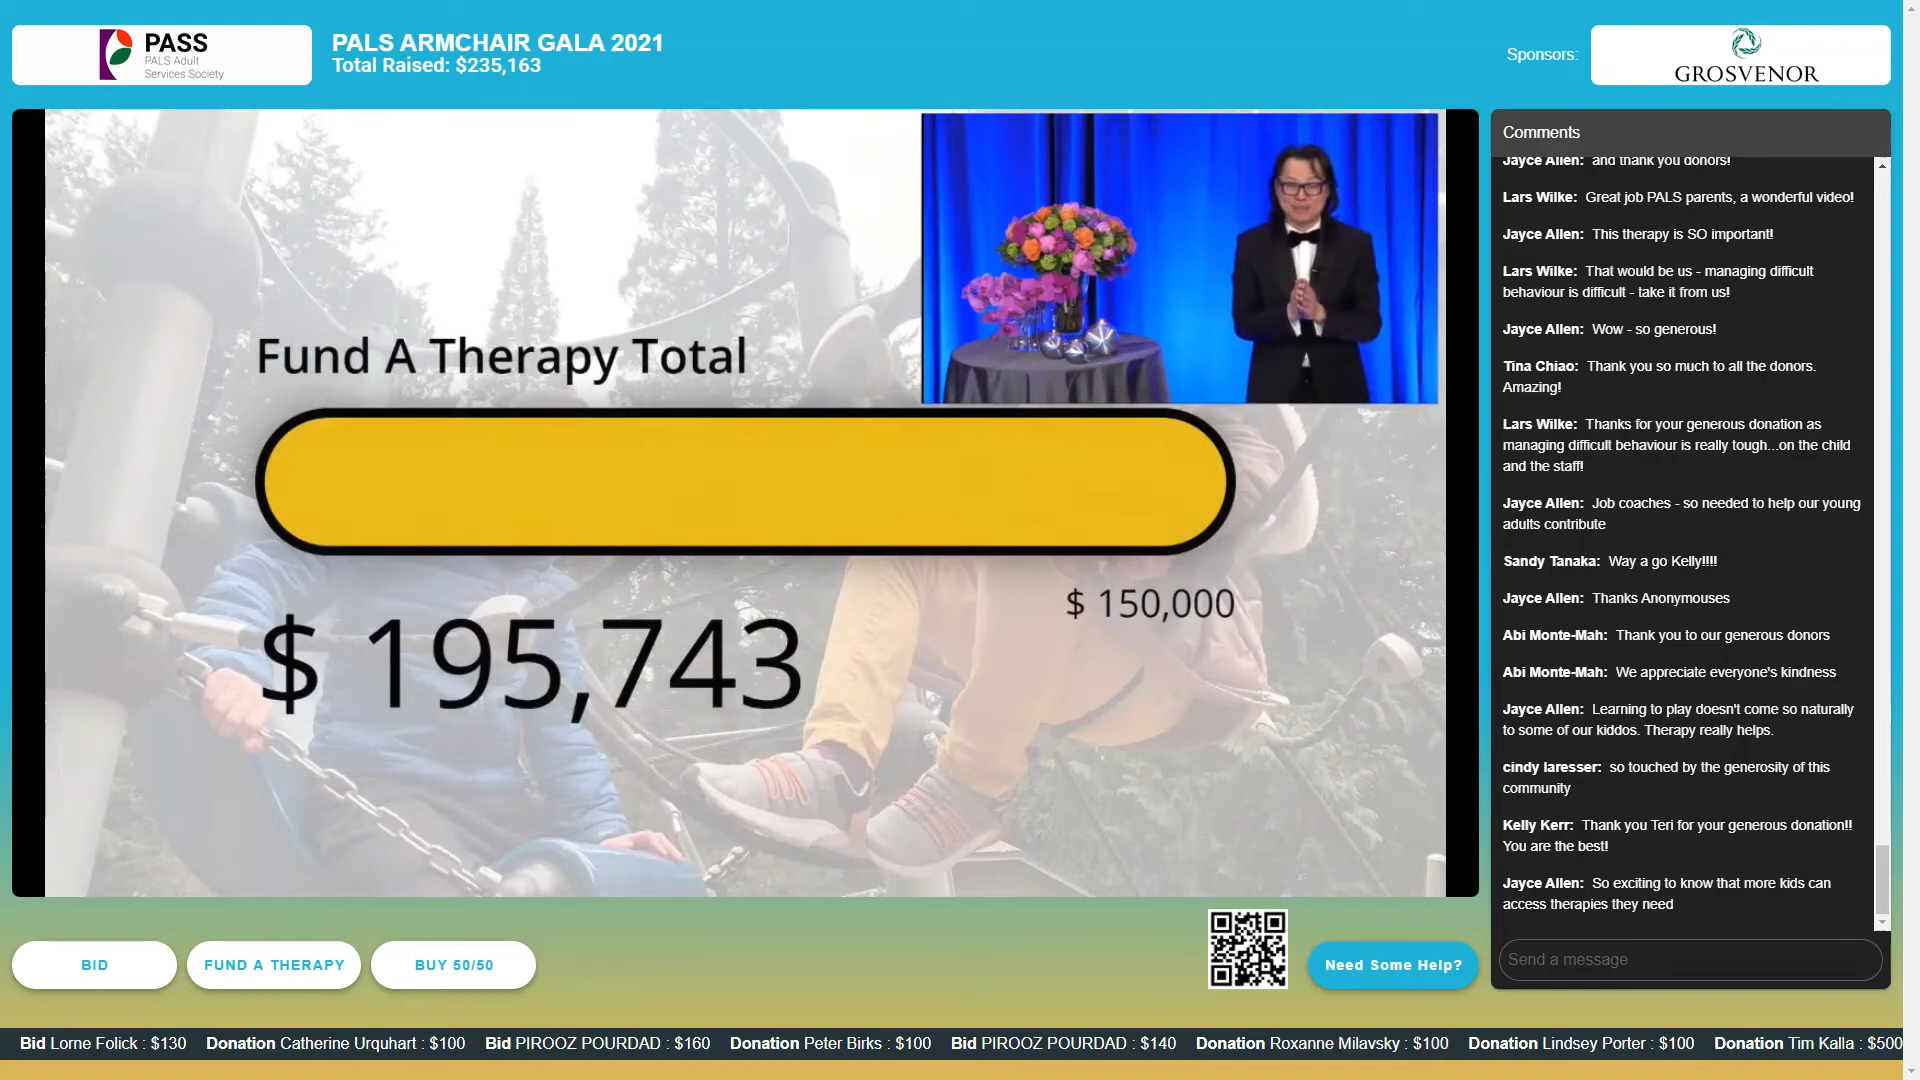 PASS
PALS Adult
Services Society
PALS ARMCHAIR GALA 2021
Total Raised: $235,163
Sponsors:
GROSVENOR
Fund A Therapy Total
$ 150,000
$ 195,743
Comments
Jayce Allen: and thank you donors!
Lars Wilke: Great job PALS parents, a wonderful video!
Jayce Allen: This therapy is SO important!
Lars Wilke: That would be us - managing difficult
behaviour is difficult - take it from us!
Jayce Allen: Wow - so generous!
Tina Chiao: Thank you so much to all the donors.
Amazing!
Lars Wilke: Thanks for your generous donation as
managing difficult behaviour is really tough...on the child
and the staff!
Jayce Allen: Job coaches - so needed to help our young
adults contribute
Sandy Tanaka: Way a go Kelly!!!!
Jayce Allen: Thanks Anonymouses
Abi Monte-Mah: Thank you to our generous donors
Abi Monte-Mah: We appreciate everyone's kindness
Jayce Allen: Learning to play doesn't come so naturally
to some of our kiddos. Therapy really helps.
cindy laresser: so touched by the generosity of this
community
Kelly Kerr: Thank you Teri for your generous donation!!
You are the best!
Jayce Allen: So exciting to know that more kids can
access therapies they need
Send a message
BID
FUND A THERAPY
BUY 50/50
Need Some Help?
Bid Lorne Folick : $130 Donation Catherine Urquhart : $100 Bid PIROOZ POURDAD : $160 Donation Peter Birks : $100 Bid PIROOZ POURDAD : $140 Donation Roxanne Milavsky : $100 Donation Lindsey Porter : $100 Donation Tim Kalla : $500